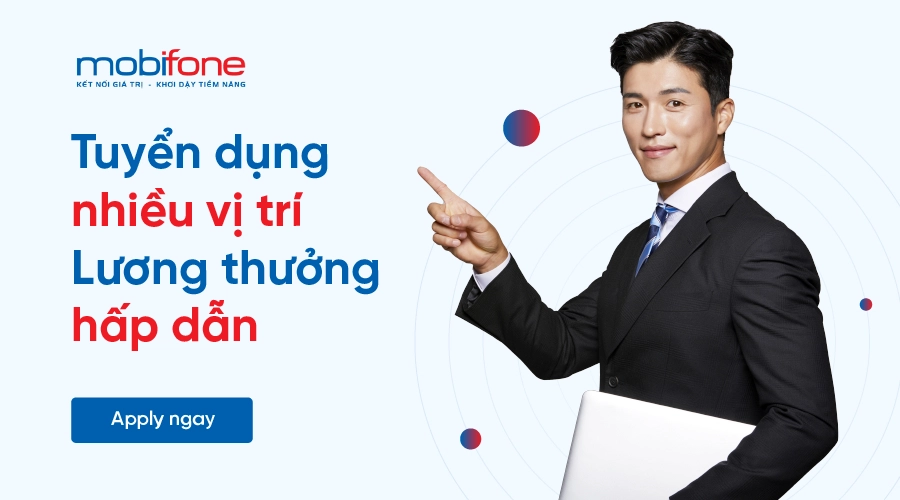 mobifone
KẾT NỐI GIÁ TRỊ - KHƠI DẬY TIỀM NĂNG
Tuyển dụng
nhiều vị trí
Lương thưởng
hấp dẫn
Apply ngay